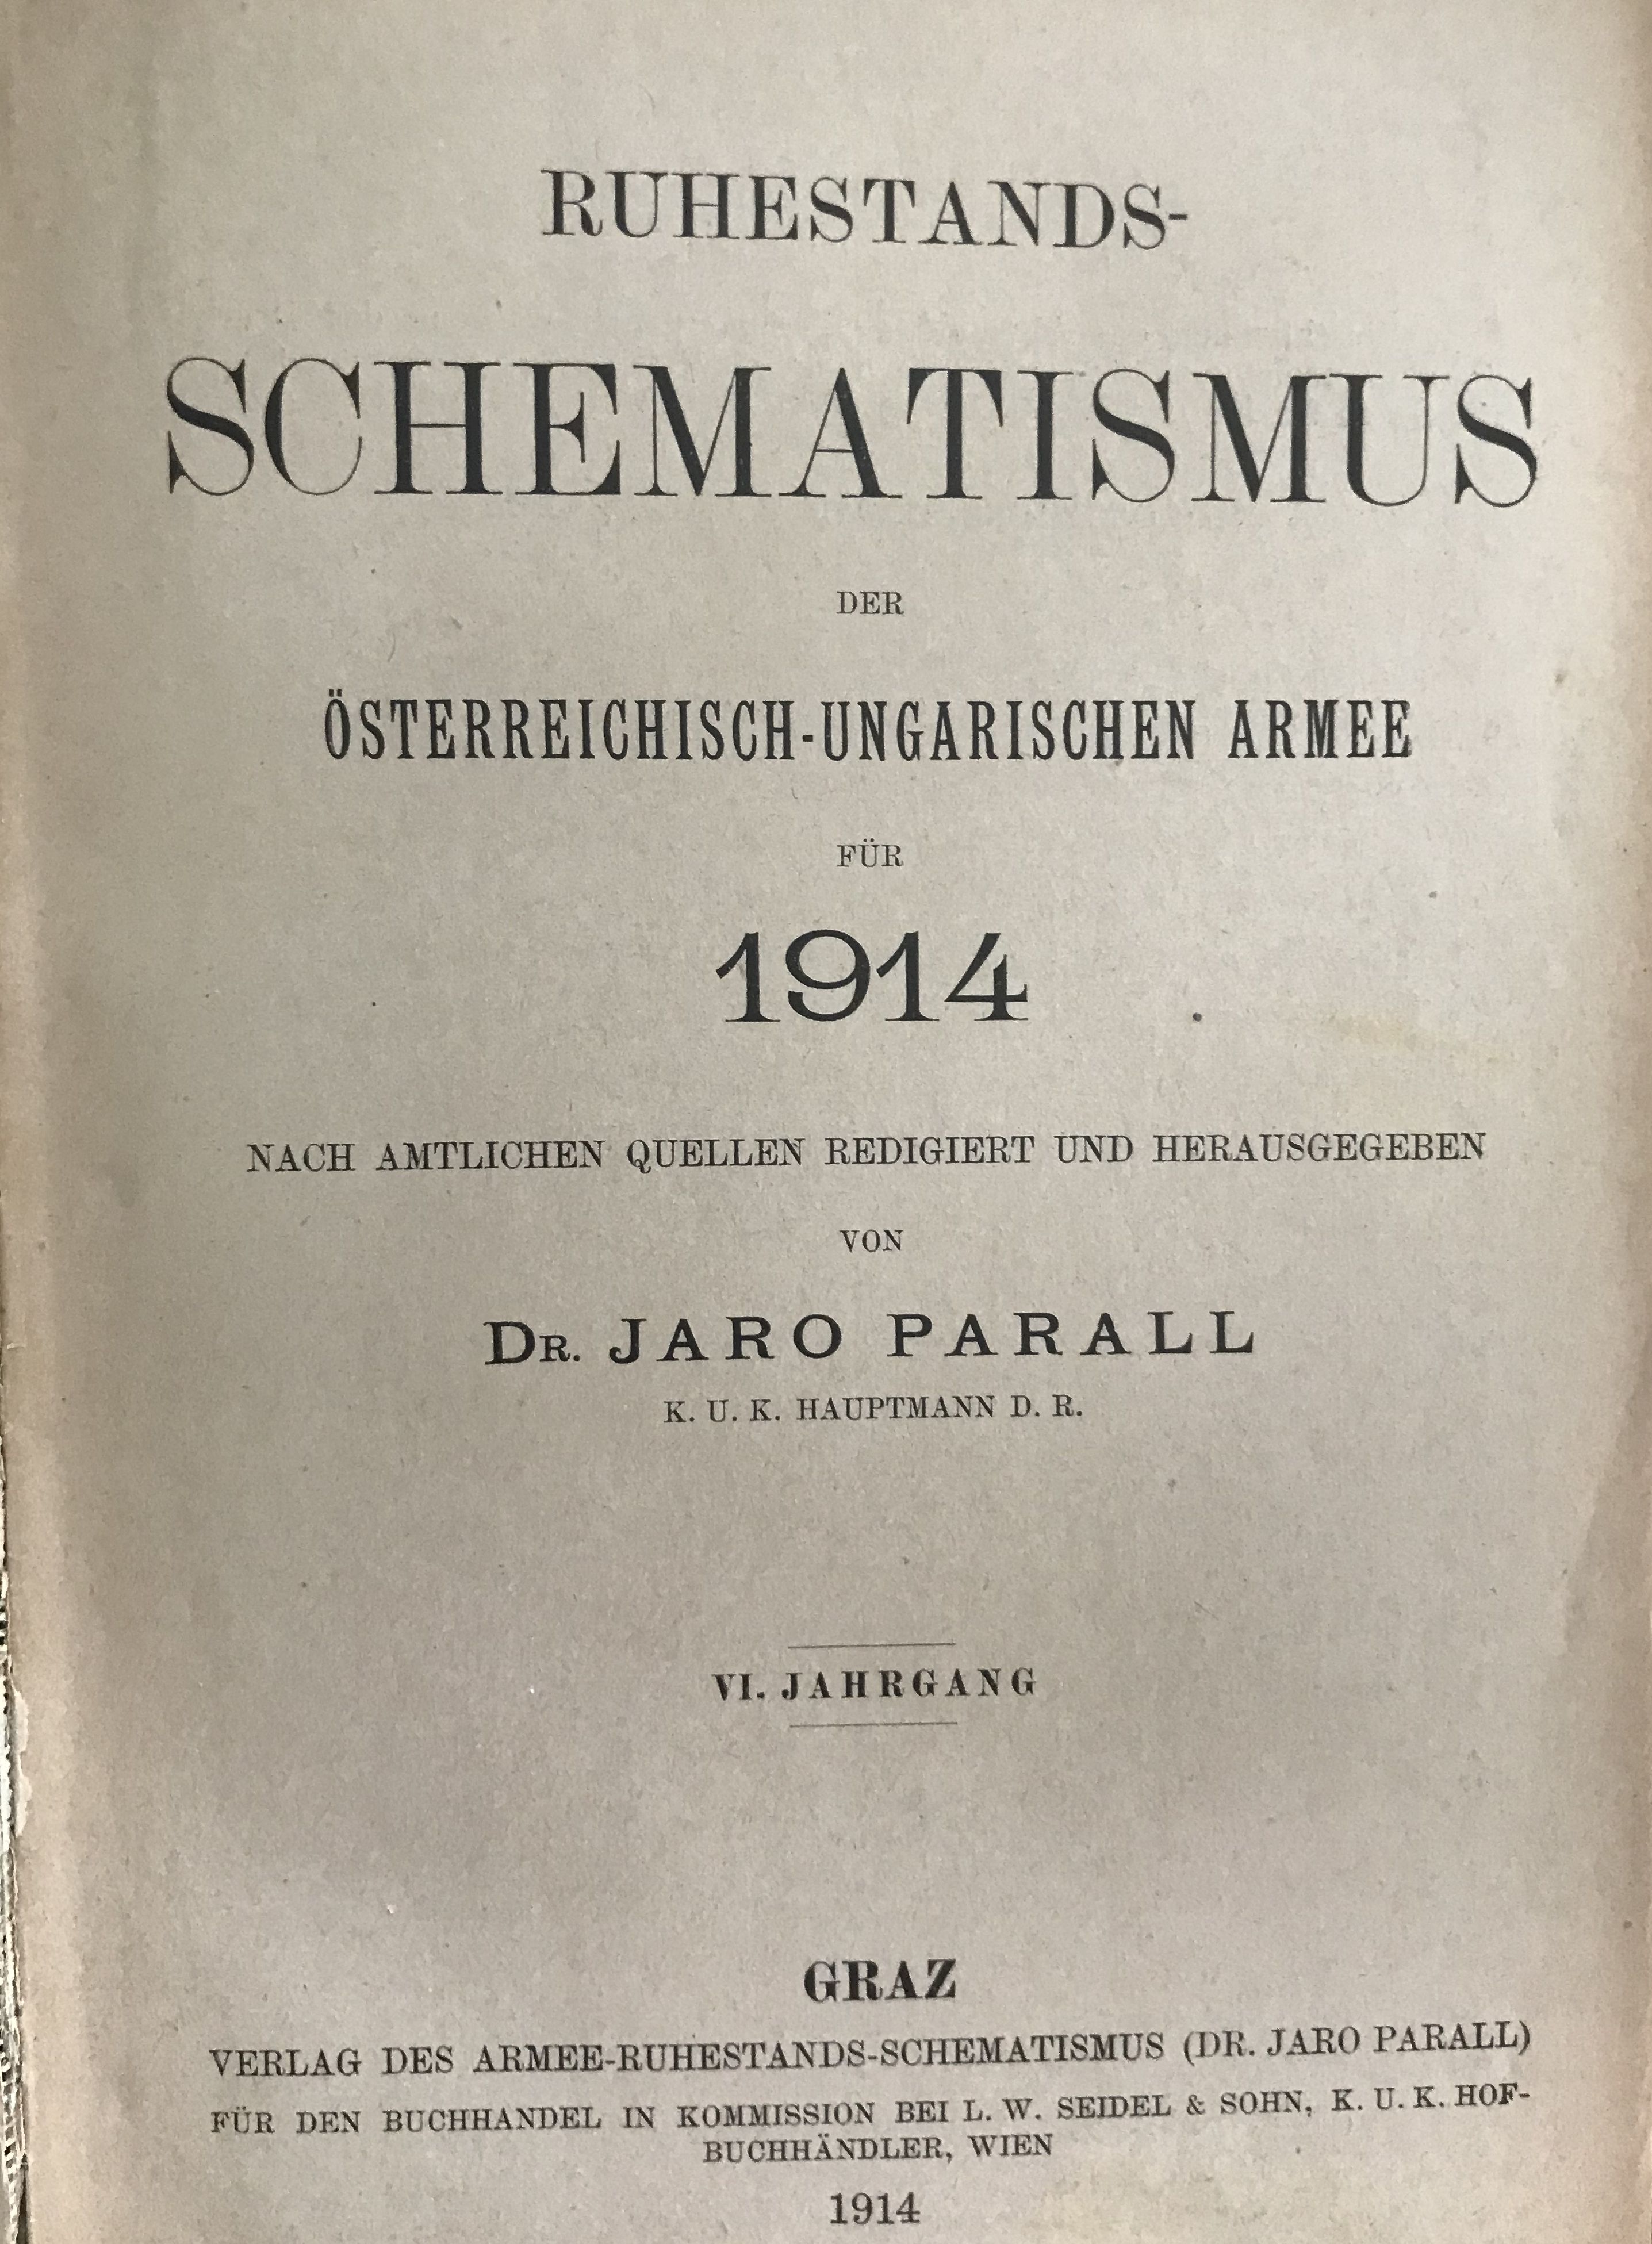 RUHESTANDS-
SCHEMATISMUS
DER
ÖSTERREICHISCH-UNGARISCHEN ARMEE
FÜR
1914
NACH AMTLICHEN QUELLEN REDIGIERT UND HERAUSGEGEBEN
VON
DR. JARO PARALL
K. U. K. HAUPTMANN D. R.
VI. JAHRGANG
GRAZ
VERLAG DES ARMEE-RUHESTANDS-SCHEMATISMUS (DR. JARO PARALL)
FÜR DEN BUCHHANDEL IN KOMMISSION BEI L. W. SEIDEL & SOHN, K. U. K. HOF-
BUCHHÄNDLER, WIEN
1914